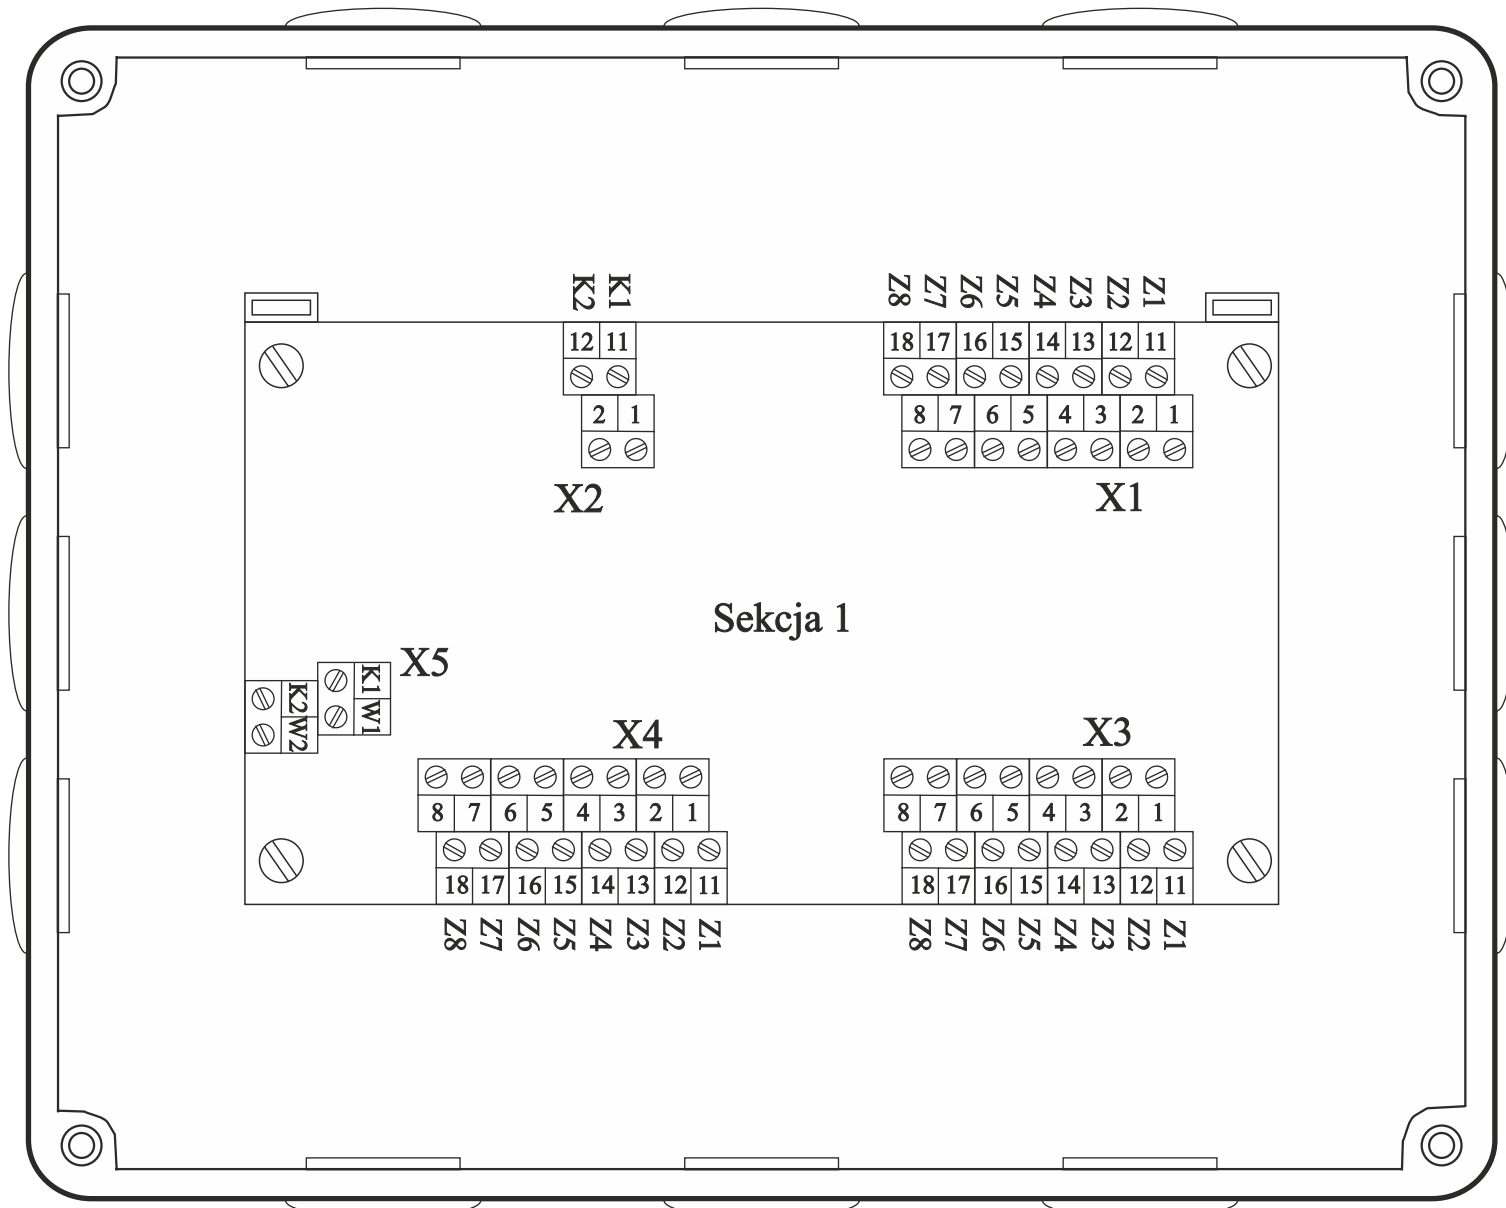 K2 K1 Z8 Z7 Z6 Z5 Z4 Z3 Z2 Z1
12 11 18 17 16 15 14 13 12 11
2 1 8 7 6 5 4 3 2 1
X2 X1
Sekcja 1
X5
K1
K2
W1
W2
X4 X3
8 7 6 5 4 3 2 1 8 7 6 5 4 3 2 1
18 17 16 15 14 13 12 11 18 17 16 15 14 13 12 11
Z8 Z7 Z6 Z5 Z4 Z3 Z2 Z1 Z8 Z7 Z6 Z5 Z4 Z3 Z2 Z1